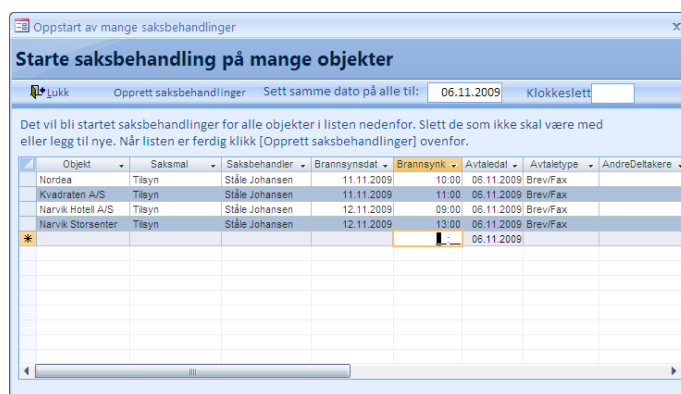 Oppstart av mange saksbehandlinger x
Starte saksbehandling på mange objekter
Lukk Opprett saksbehandlinger Sett samme dato på alle til: 06.11.2009 Klokkeslett
Det vil bli startet saksbehandlinger for alle objekter i listen nedenfor. Slett de som ikke skal være med
eller legg til nye. Når listen er ferdig klikk [Opprett saksbehandlinger] ovenfor.
Objekt Saksmal Saksbehandler Brannsynsdat Brannsynk Avtaledat Avtaletype AndreDeltakere
Nordea Tilsyn Ståle Johansen 11.11.2009 10:00 06.11.2009 Brev/Fax
Kvadraten A/S Tilsyn Ståle Johansen 11.11.2009 11:00 06.11.2009 Brev/Fax
Narvik Hotell A/S Tilsyn Ståle Johansen 12.11.2009 09:00 06.11.2009 Brev/Fax
Narvik Storsenter Tilsyn Ståle Johansen 12.11.2009 13:00 06.11.2009 Brev/Fax
_:__ 06.11.2009